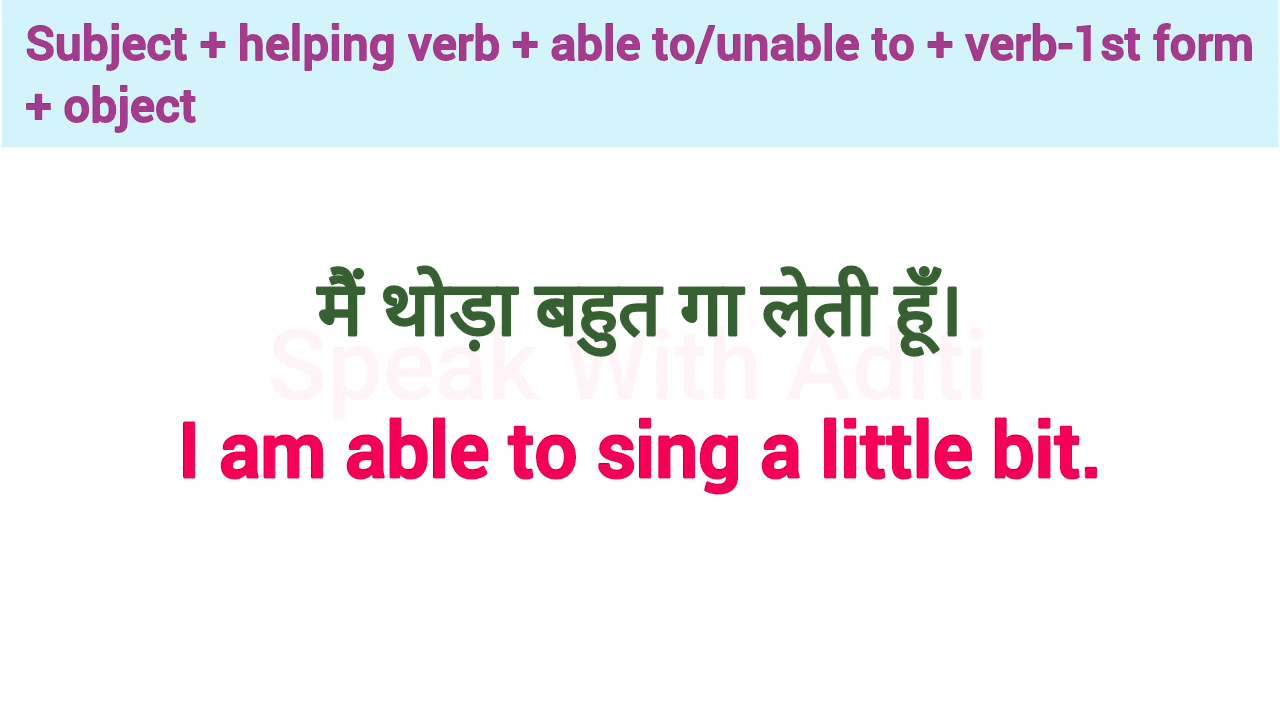 Subject + helping verb + able to/unable to + verb-1st form
+ object
मैं थोड़ा बहुत गा लेती हूँ।
Speak With Aditi
I am able to sing a little bit.